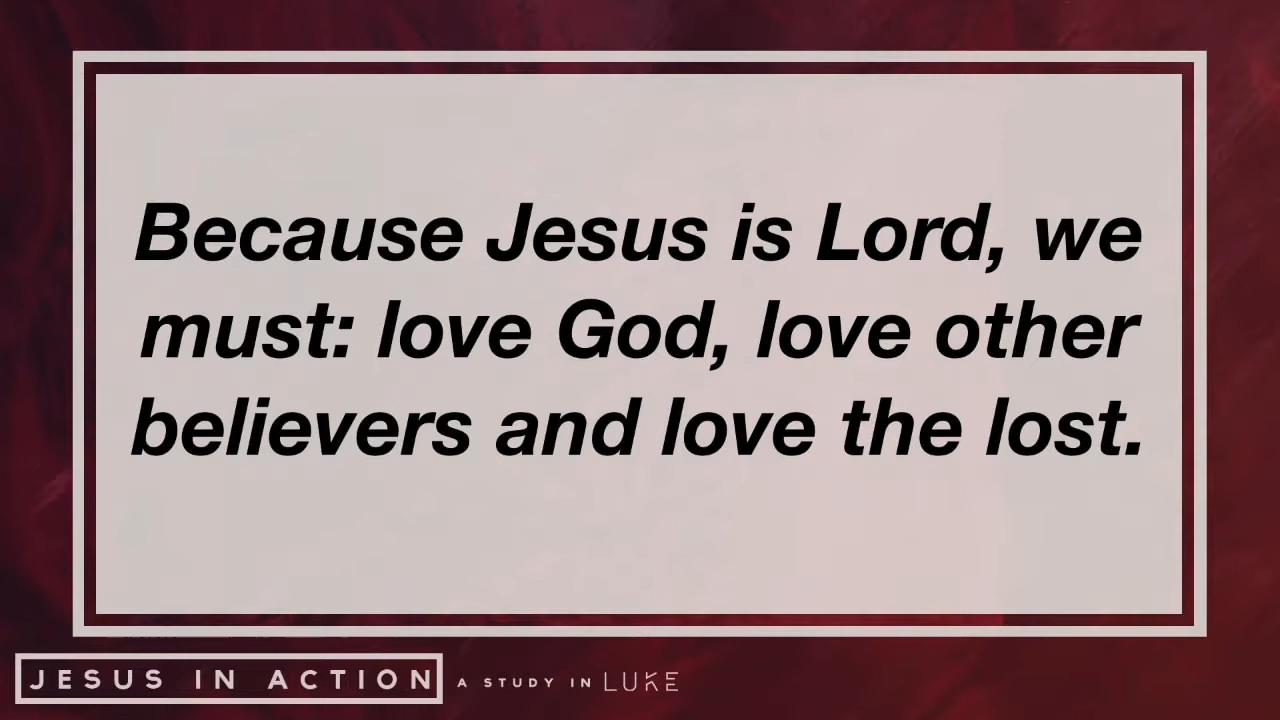 Because Jesus is Lord, we
must: love God, love other
believers and love the lost.
JESUS IN ACTION A STUDY IN LUKE